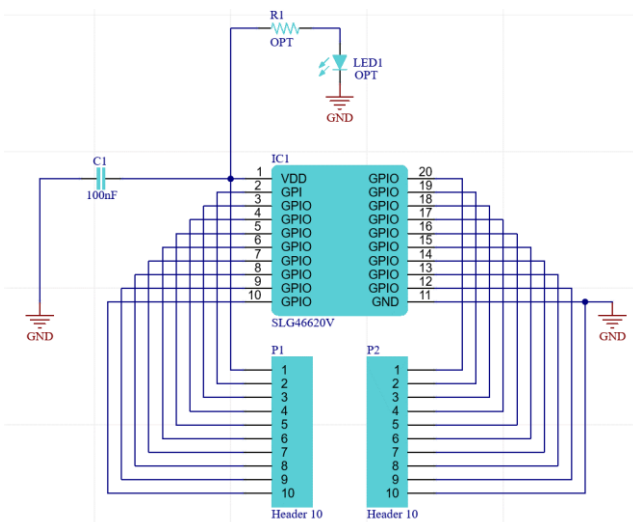 R1
OPT
LED1
OPT
GND
C1
100nF
IC1
1 VDD GPIO 20
2 GPI GPIO 19
3 GPIO GPIO 18
4 GPIO GPIO 17
5 GPIO GPIO 16
6 GPIO GPIO 15
7 GPIO GPIO 14
8 GPIO GPIO 13
9 GPIO GPIO 12
10 GPIO GND 11
SLG46620V
GND
GND
P1
1
2
3
4
5
6
7
8
9
10
Header 10
P2
1
2
3
4
5
6
7
8
9
10
Header 10